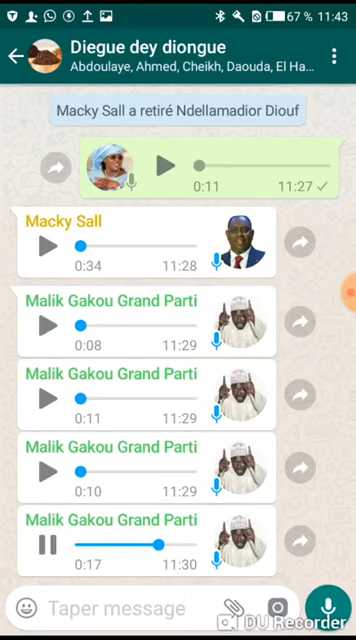 67 % 11:43
Diegue dey diongue
Abdoulaye, Ahmed, Cheikh, Daouda, El Ha...
Macky Sall a retiré Ndellamadior Diouf
0:11 11:27
Macky Sall
0:34 11:28
Malik Gakou Grand Parti
0:08 11:29
Malik Gakou Grand Parti
0:11 11:29
Malik Gakou Grand Parti
0:10 11:29
Malik Gakou Grand Parti
0:17 11:30
Taper message
DU Recorder